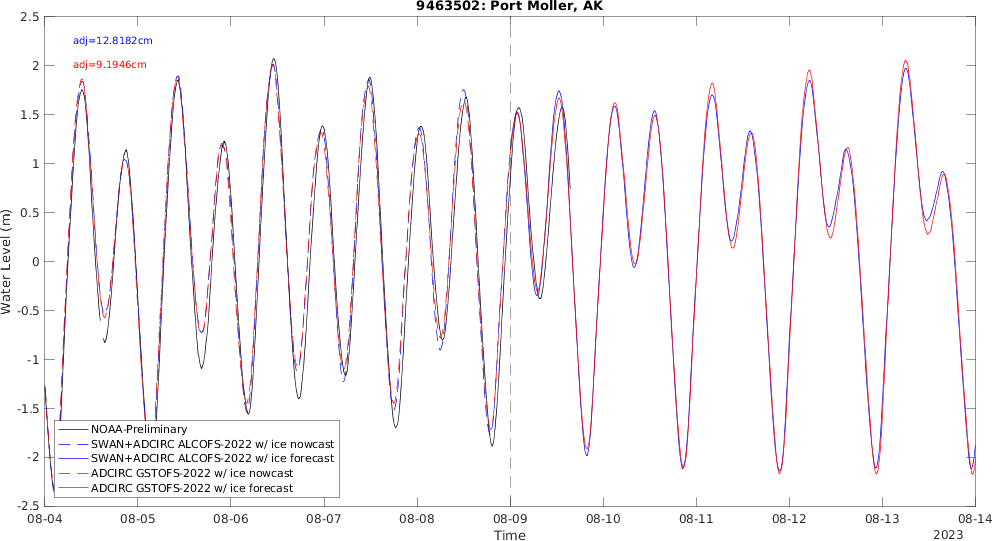 9463502: Port Moller, AK
adj=12.8182cm
adj=9.1946cm
Water Level (m)
2.5
2
1.5
1
0.5
0
-0.5
-1
-1.5
-2
-2.5
NOAA-Preliminary
SWAN+ADCIRC ALCOFS-2022 w/ ice nowcast
SWAN+ADCIRC ALCOFS-2022 w/ ice forecast
ADCIRC GSTOFS-2022 w/ ice nowcast
ADCIRC GSTOFS-2022 w/ ice forecast
08-04 08-05 08-06 08-07 08-08 08-09 08-10 08-11 08-12 08-13 08-14
Time
2023